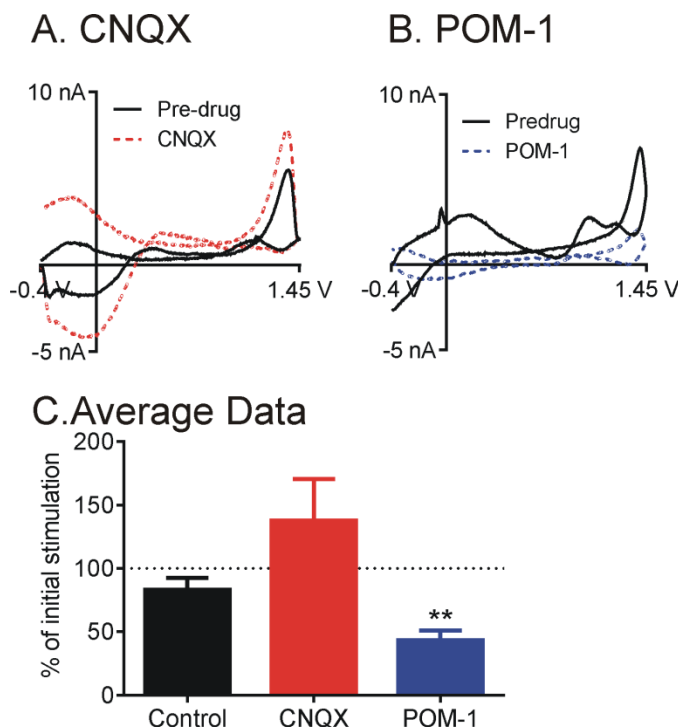 A. CNQX
B. POM-1
10 nA
Pre-drug
CNQX
-0.4 V
1.45 V
-5 nA
10 nA
Predrug
POM-1
-0.4
1.45 V
-5 nA
C.Average Data
% of initial stimulation
200
150
100
50
0
**
Control
CNQX
POM-1